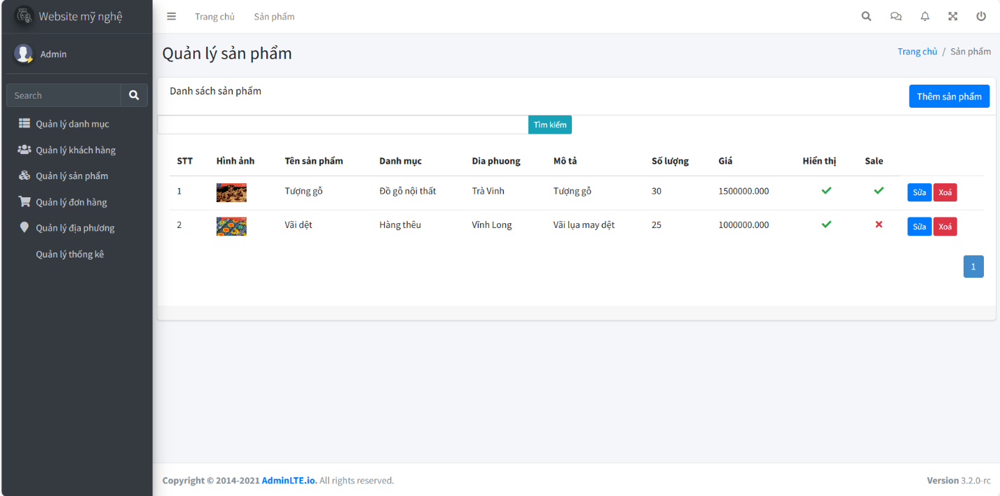 Website mỹ nghệ
Trang chủ Sản phẩm
Admin
Quản lý sản phẩm
Trang chủ / Sản phẩm
Search
Quản lý danh mục
Quản lý khách hàng
Quản lý sản phẩm
Quản lý đơn hàng
Quản lý địa phương
Quản lý thống kê
Danh sách sản phẩm
Thêm sản phẩm
Tìm kiếm
STT Hình ảnh Tên sản phẩm Danh mục Dia phuong Mô tả Số lượng Giá Hiển thị Sale
1 Tượng gỗ Đồ gỗ nội thất Trà Vinh Tượng gỗ 30 1500000.000 Sửa Xoá
2 Vãi dệt Hàng thêu Vĩnh Long Vãi lụa may dệt 25 1000000.000 Sửa Xoá
1
Copyright © 2014-2021 AdminLTE.io. All rights reserved.
Version 3.2.0-rc